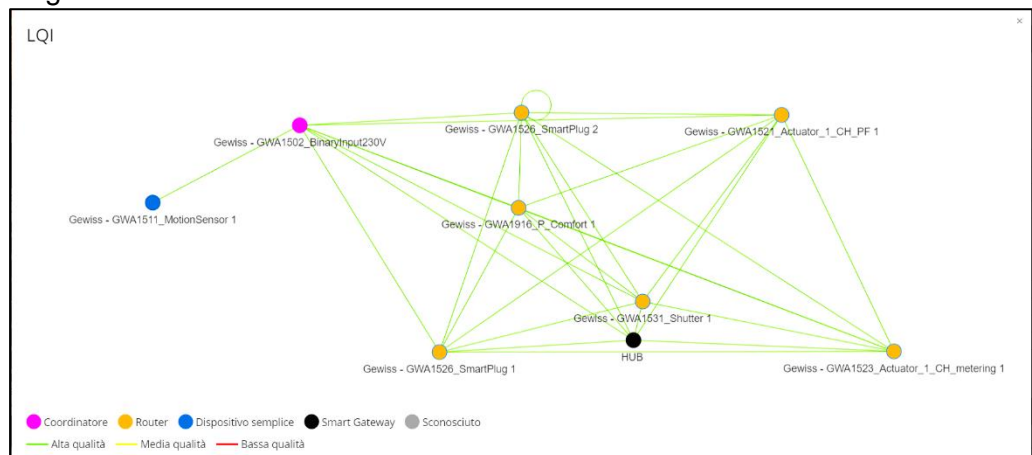 LQI
×
Gewiss - GWA1502_BinaryInput230V
Gewiss - GWA1526_SmartPlug 2
Gewiss - GWA1521_Actuator_1_CH_PF 1
Gewiss - GWA1511_MotionSensor 1
Gewiss - GWA1916_P_Comfort 1
Gewiss - GWA1531_Shutter 1
HUB
Gewiss - GWA1526_SmartPlug 1
Gewiss - GWA1523_Actuator_1_CH_metering 1
Coordinatore Router Dispositivo semplice Smart Gateway Sconosciuto
Alta qualità Media qualità Bassa qualità